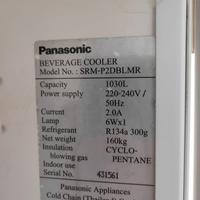 Panasonic
BEVERAGE COOLER
Model No. : SRM-P2DBLMR
Capacity 1030L
Power supply 220-240V/
50Hz
Current 2.0A
Lamp 6Wx1
Refrigerant R134a 300g
Net weight 160kg
Insulation CYCLO-
blowing gas PENTANE
Indoor use
Serial No. 431561
Panasonic Appliances
Cold Chain